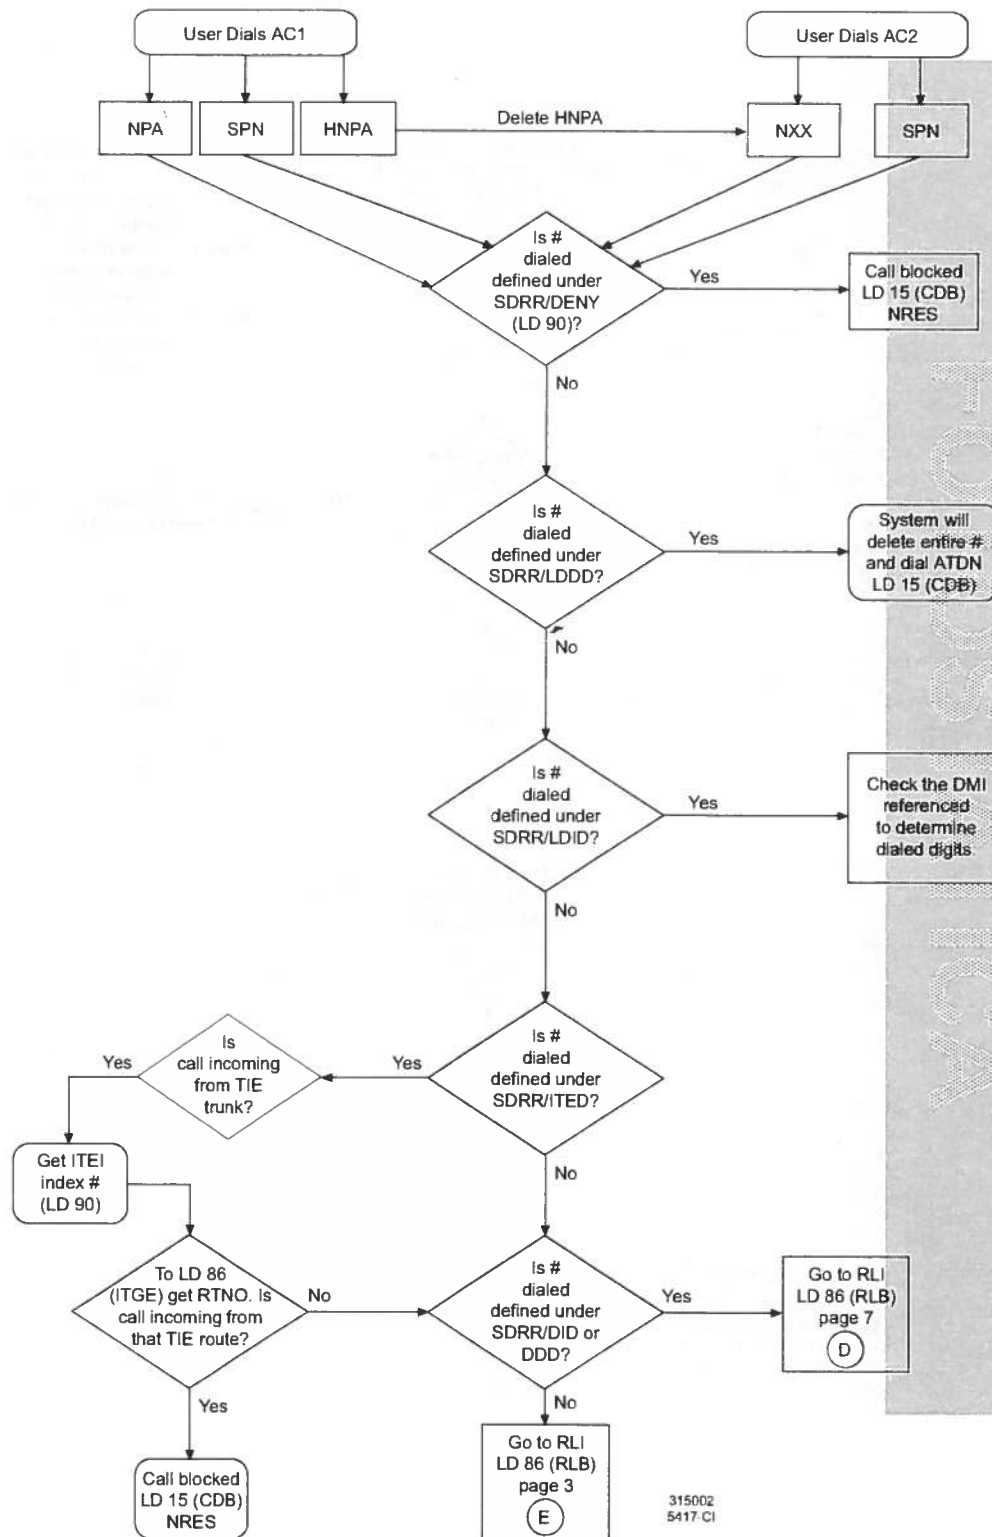 User Dials AC1
User Dials AC2
NPA
SPN
HNPA
Delete HNPA
NXX
SPN
Is #
dialed
defined under
SDRR/DENY
(LD 90)?
Yes
Call blocked
LD 15 (CDB)
NRES
No
Is #
dialed
defined under
SDRR/LDDD?
Yes
System will
delete entire #
and dial ATDN
LD 15 (CDB)
No
Is #
dialed
defined under
SDRR/LDID?
Yes
Check the DMI
referenced
to determine
dialed digits.
No
Is #
dialed
defined under
SDRR/ITED?
Yes
Is
call incoming
from TIE
trunk?
Yes
Get ITEI
index #
(LD 90)
No
To LD 86
(ITGE) get RTNO. Is
call incoming from
that TIE route?
No
Is #
dialed
defined under
SDRR/DID or
DDD?
Yes
Go to RLI
LD 86 (RLB)
page 7
D
Yes
Call blocked
LD 15 (CDB)
NRES
No
Go to RLI
LD 86 (RLB)
page 3
E
315002
5417-CI